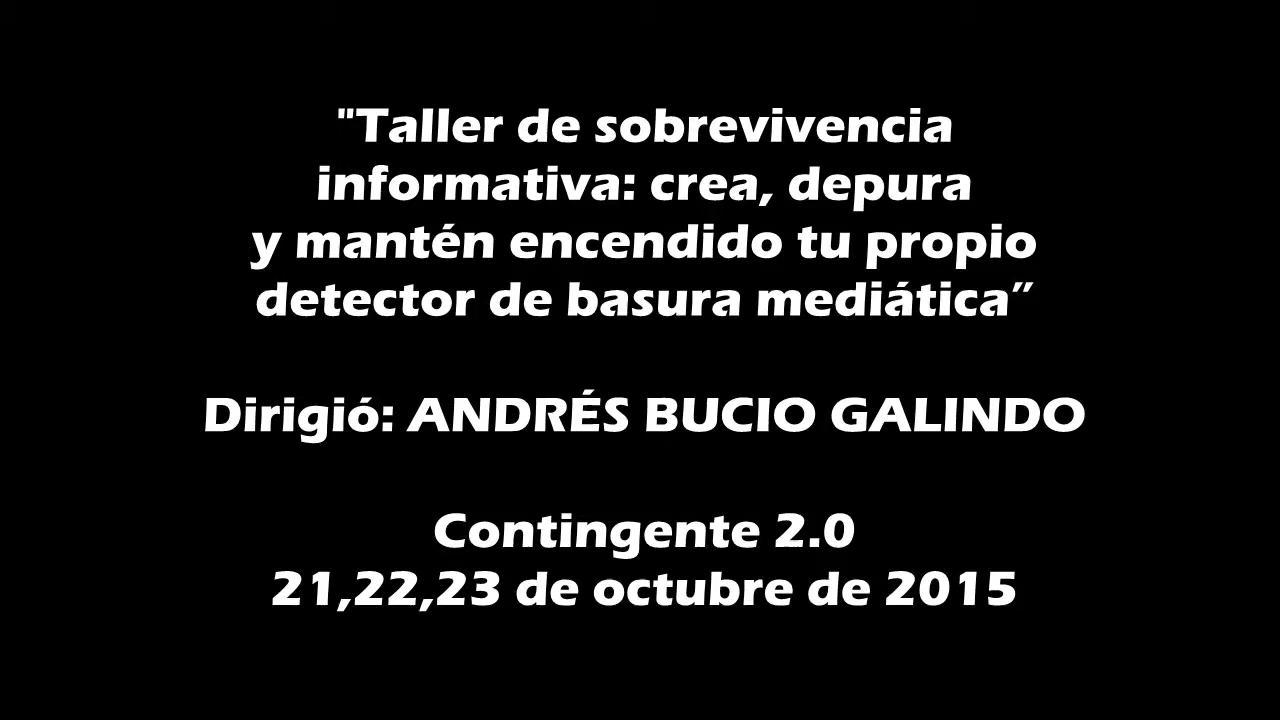 "Taller de sobrevivencia
informativa: crea, depura
y mantén encendido tu propio
detector de basura mediática”
Dirigió: ANDRÉS BUCIO GALINDO
Contingente 2.0
21,22,23 de octubre de 2015